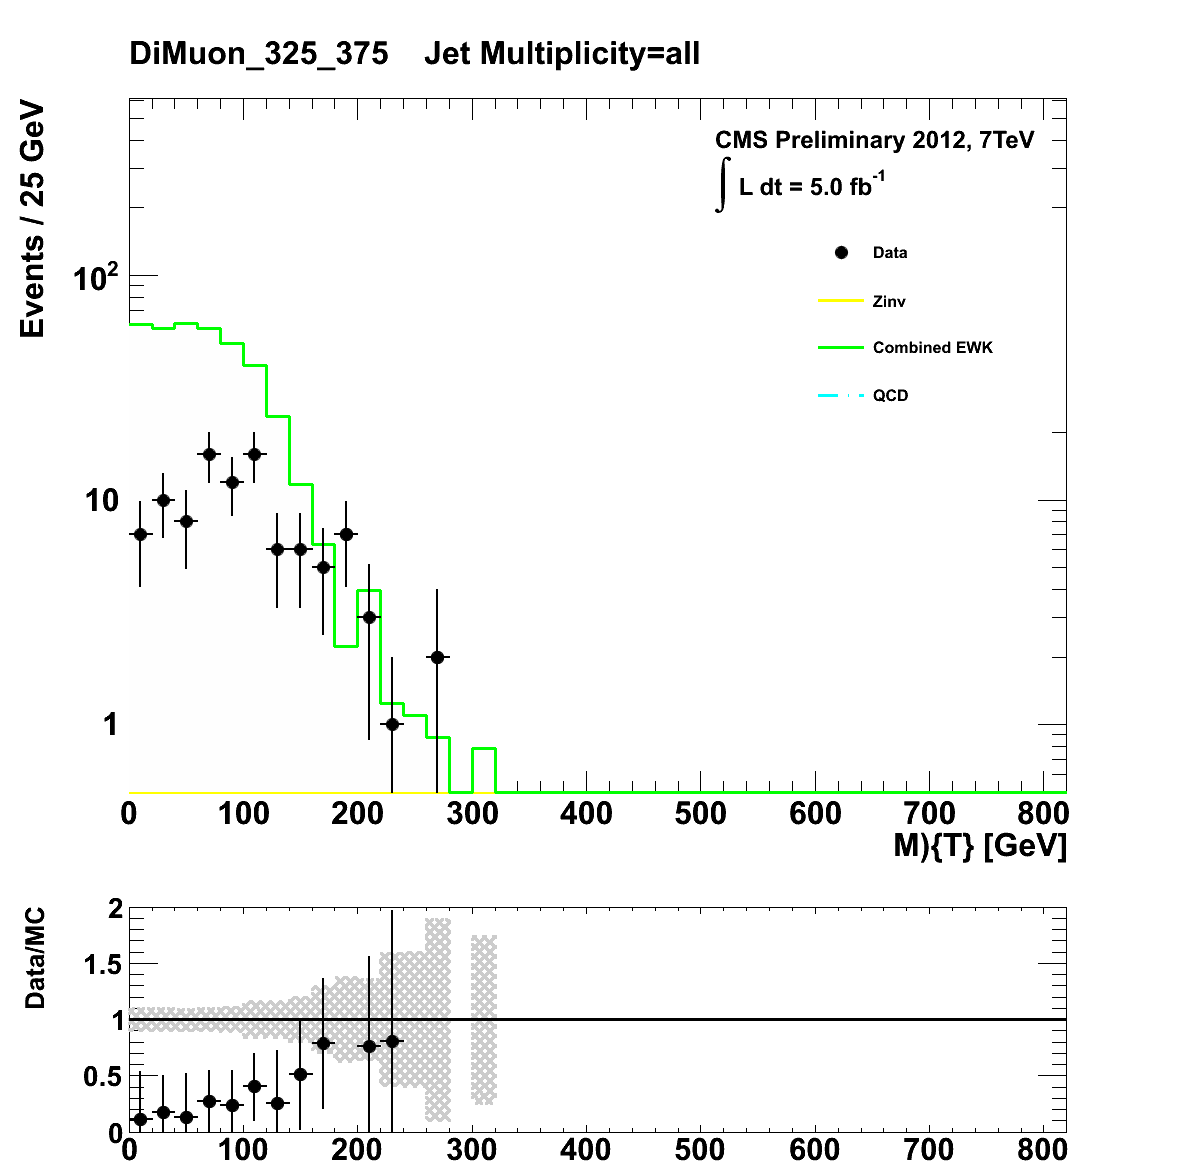 DiMuon_325_375 Jet Multiplicity=all
Events / 25 GeV
CMS Preliminary 2012, 7TeV
∫ L dt = 5.0 fb⁻¹
Data
Zinv
Combined EWK
QCD
10²
10
1
0 100 200 300 400 500 600 700 800
M){T} [GeV]
Data/MC
2
1.5
1
0.5
0
0 100 200 300 400 500 600 700 800